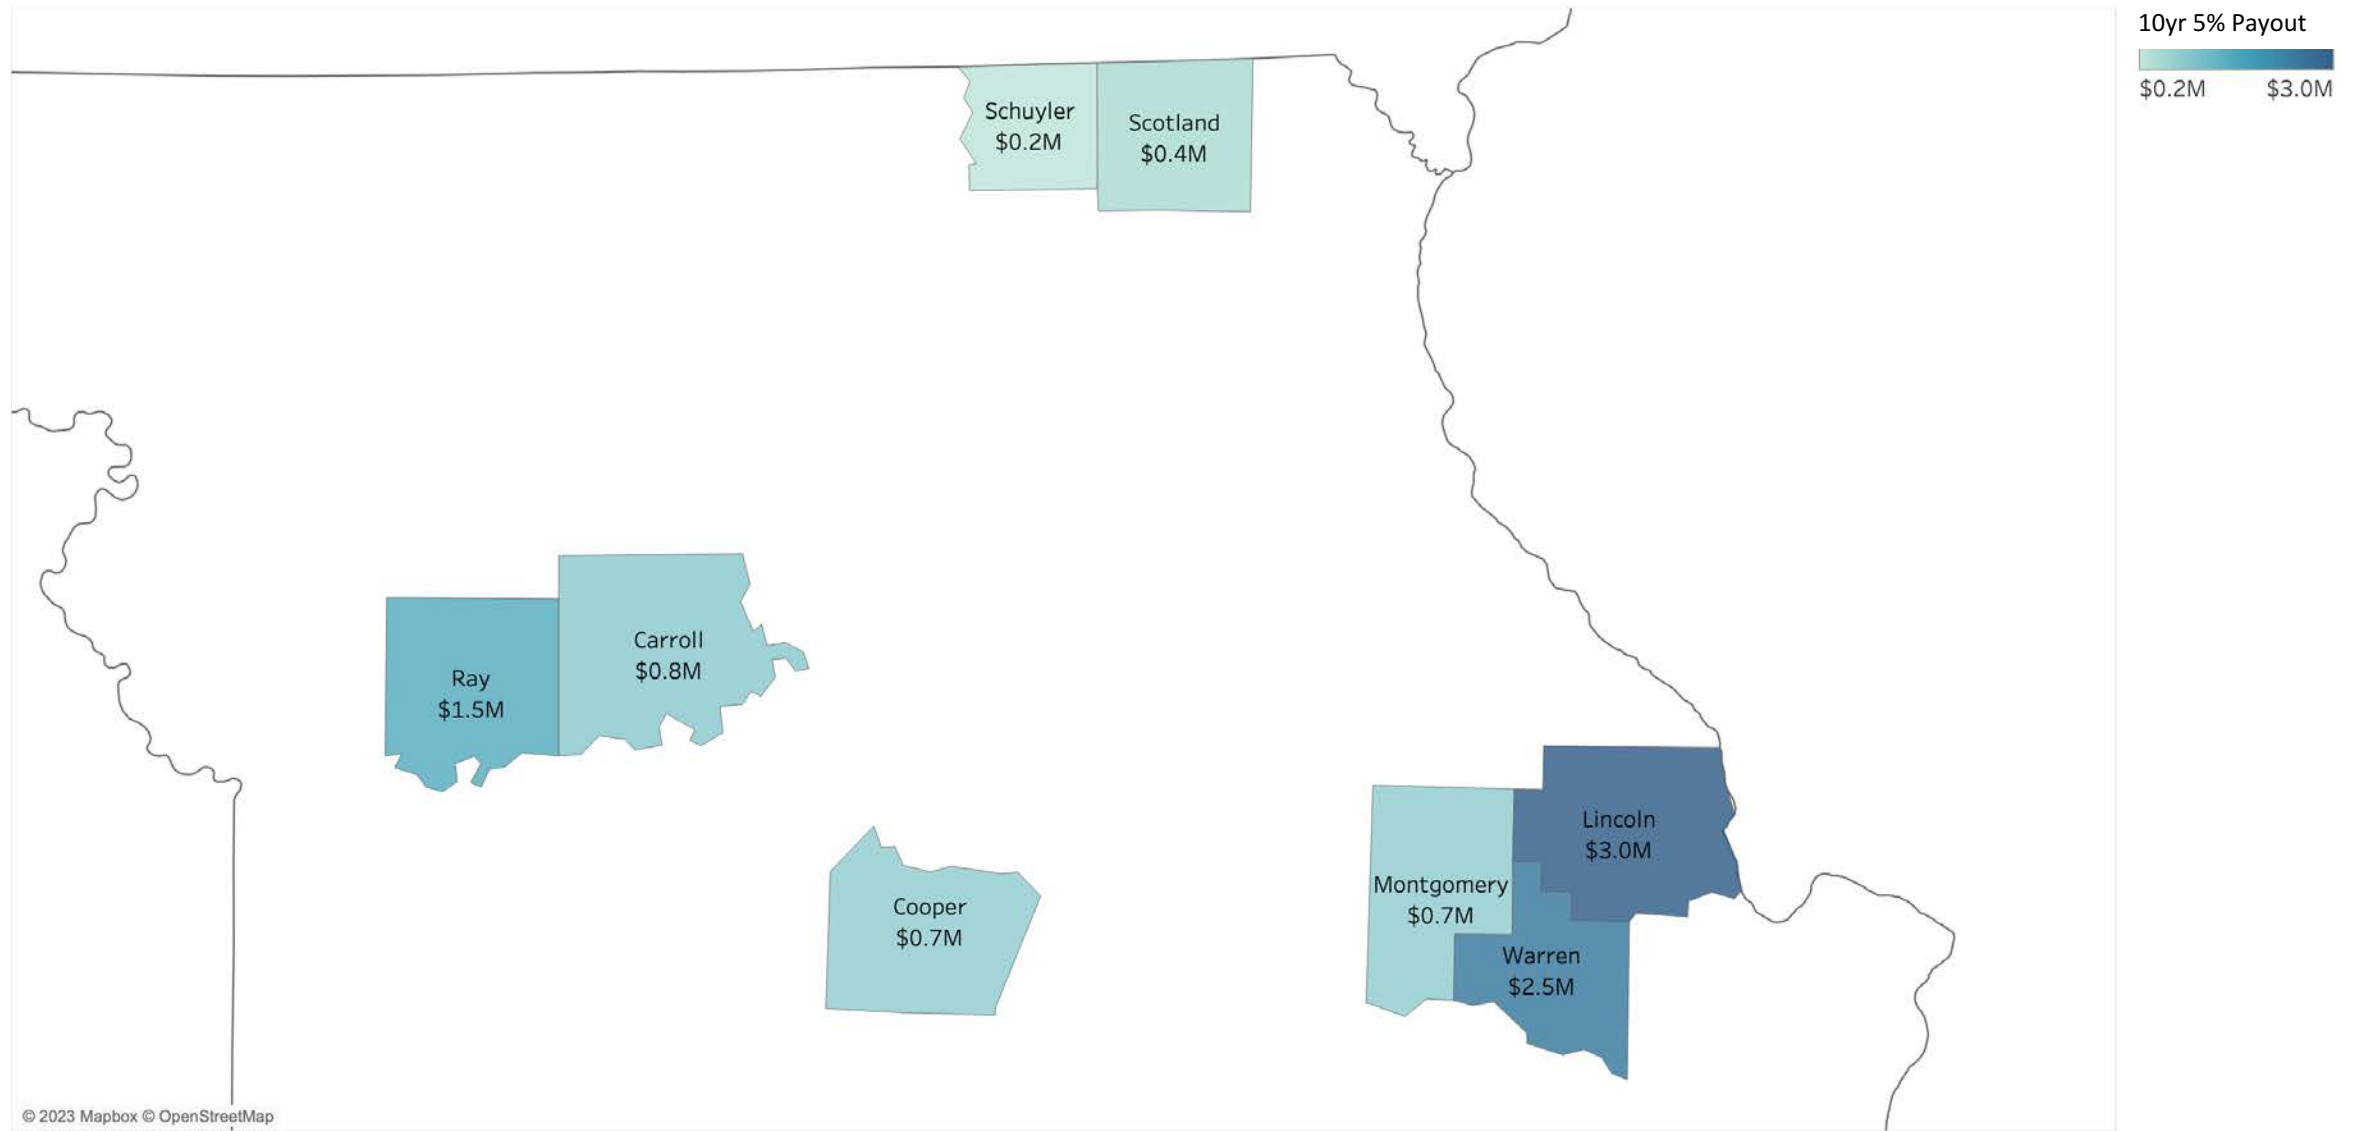 10yr 5% Payout
$0.2M $3.0M
Schuyler
$0.2M
Scotland
$0.4M
Carroll
$0.8M
Ray
$1.5M
Lincoln
$3.0M
Montgomery
$0.7M
Cooper
$0.7M
Warren
$2.5M
© 2023 Mapbox © OpenStreetMap